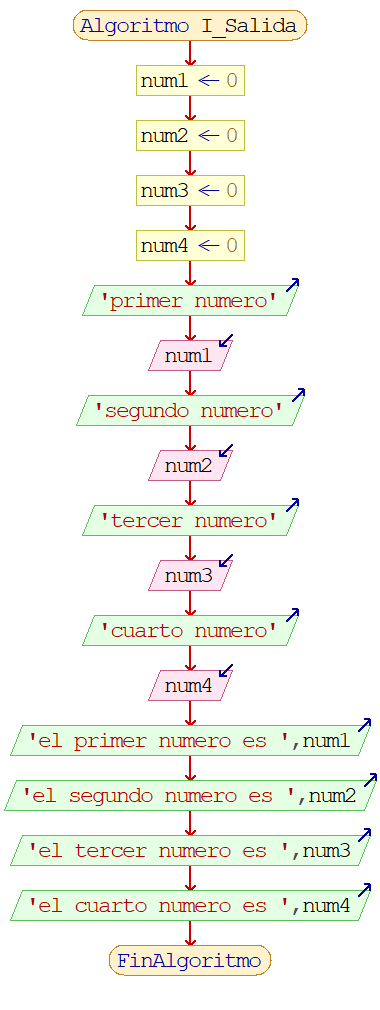 Algoritmo I_Salida
num1 ← 0
num2 ← 0
num3 ← 0
num4 ← 0
'primer numero'
num1
'segundo numero'
num2
'tercer numero'
num3
'cuarto numero'
num4
'el primer numero es ',num1
'el segundo numero es ',num2
'el tercer numero es ',num3
'el cuarto numero es ',num4
FinAlgoritmo